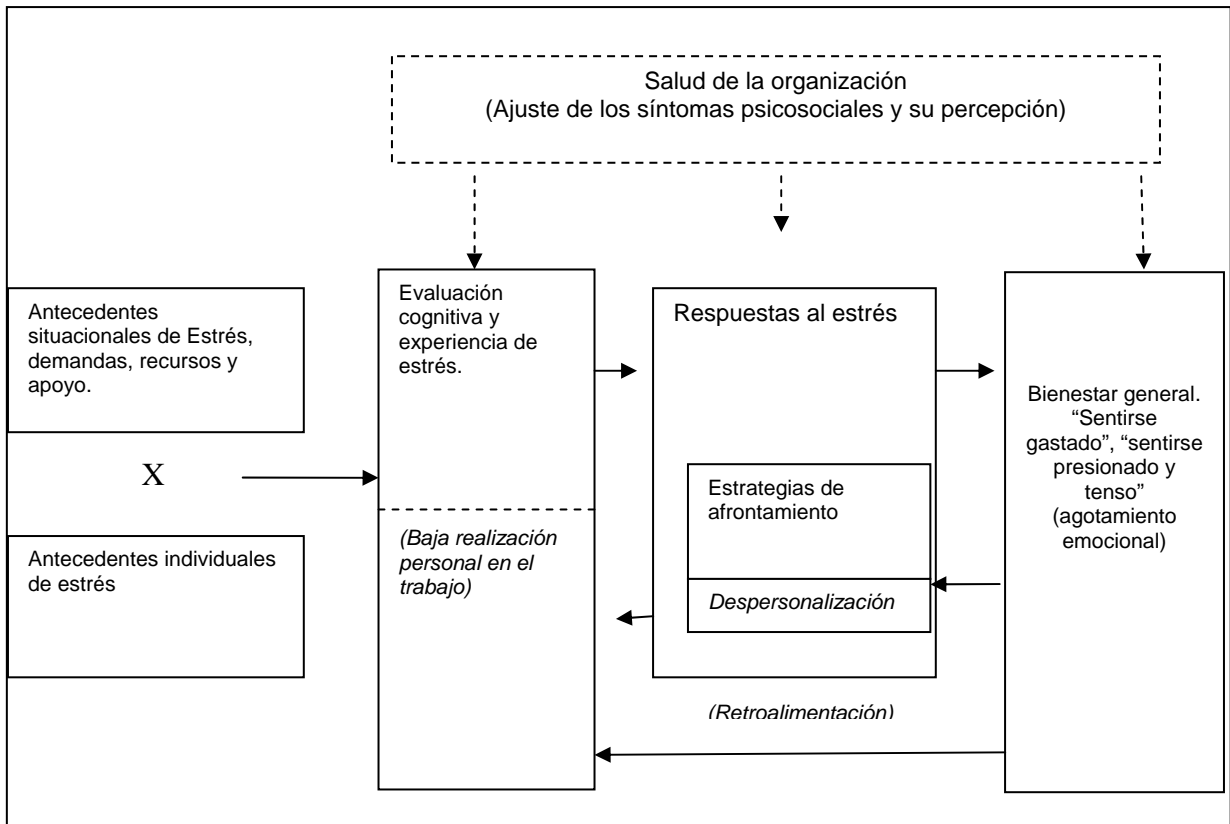 Salud de la organización
(Ajuste de los síntomas psicosociales y su percepción)
Antecedentes
situacionales de Estrés,
demandas, recursos y
apoyo.
X
Antecedentes individuales
de estrés
Evaluación
cognitiva y
experiencia de
estrés.
(Baja realización
personal en el
trabajo)
Respuestas al estrés
Estrategias de
afrontamiento
Despersonalización
(Retroalimentación)
Bienestar general.
“Sentirse
gastado”, “sentirse
presionado y
tenso”
(agotamiento
emocional)